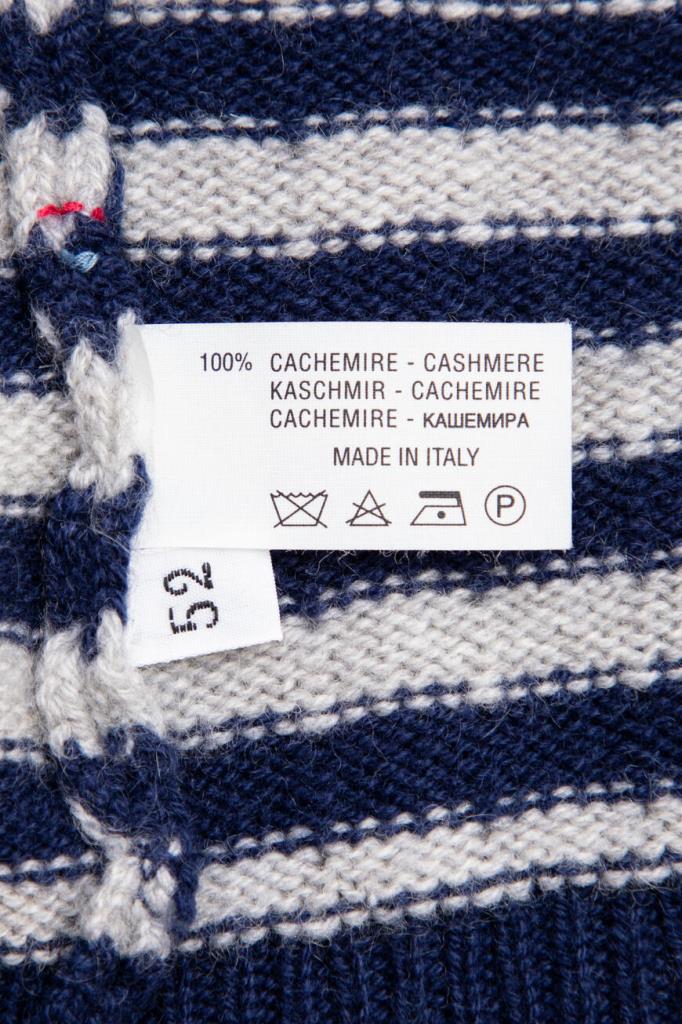 100% CACHEMIRE - CASHMERE
KASCHMIR - CACHEMIRE
CACHEMIRE - КАШЕМИРА
MADE IN ITALY
P
52